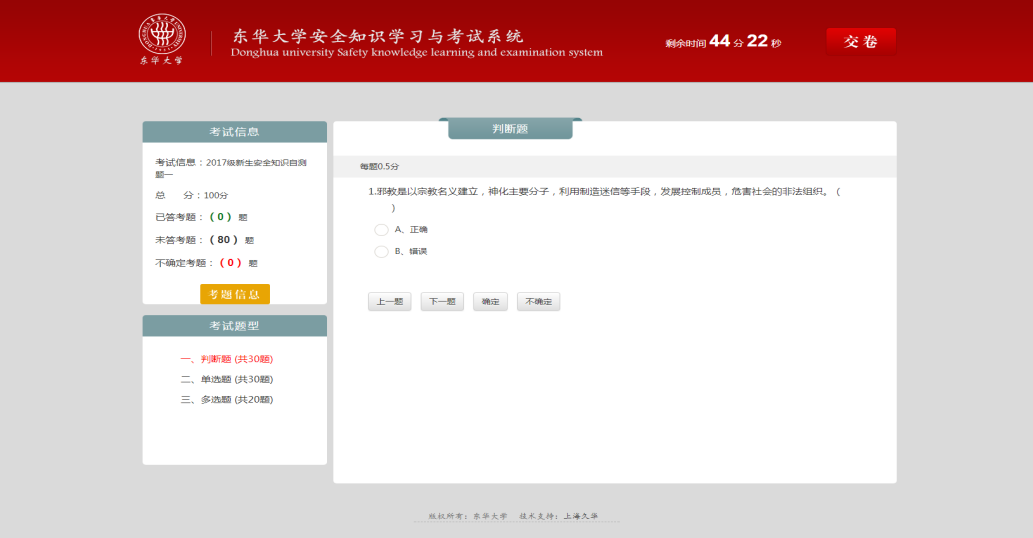 东华大学
东华大学安全知识学习与考试系统
Donghua university Safety knowledge learning and examination system
剩余时间 44 分 22 秒
交卷
考试信息
考试信息：2017级新生安全知识自测
题一
总 分：100分
已答考题：( 0 ) 题
未答考题：( 80 ) 题
不确定考题：( 0 ) 题
考题信息
考试题型
一、判断题 (共30题)
二、单选题 (共30题)
三、多选题 (共20题)
判断题
每题0.5分
1.邪教是以宗教名义建立，神化主要分子，利用制造迷信等手段，发展控制成员，危害社会的非法组织。（
）
A、正确
B、错误
上一题 下一题 确定 不确定
版权所有：东华大学 技术支持：上海久华